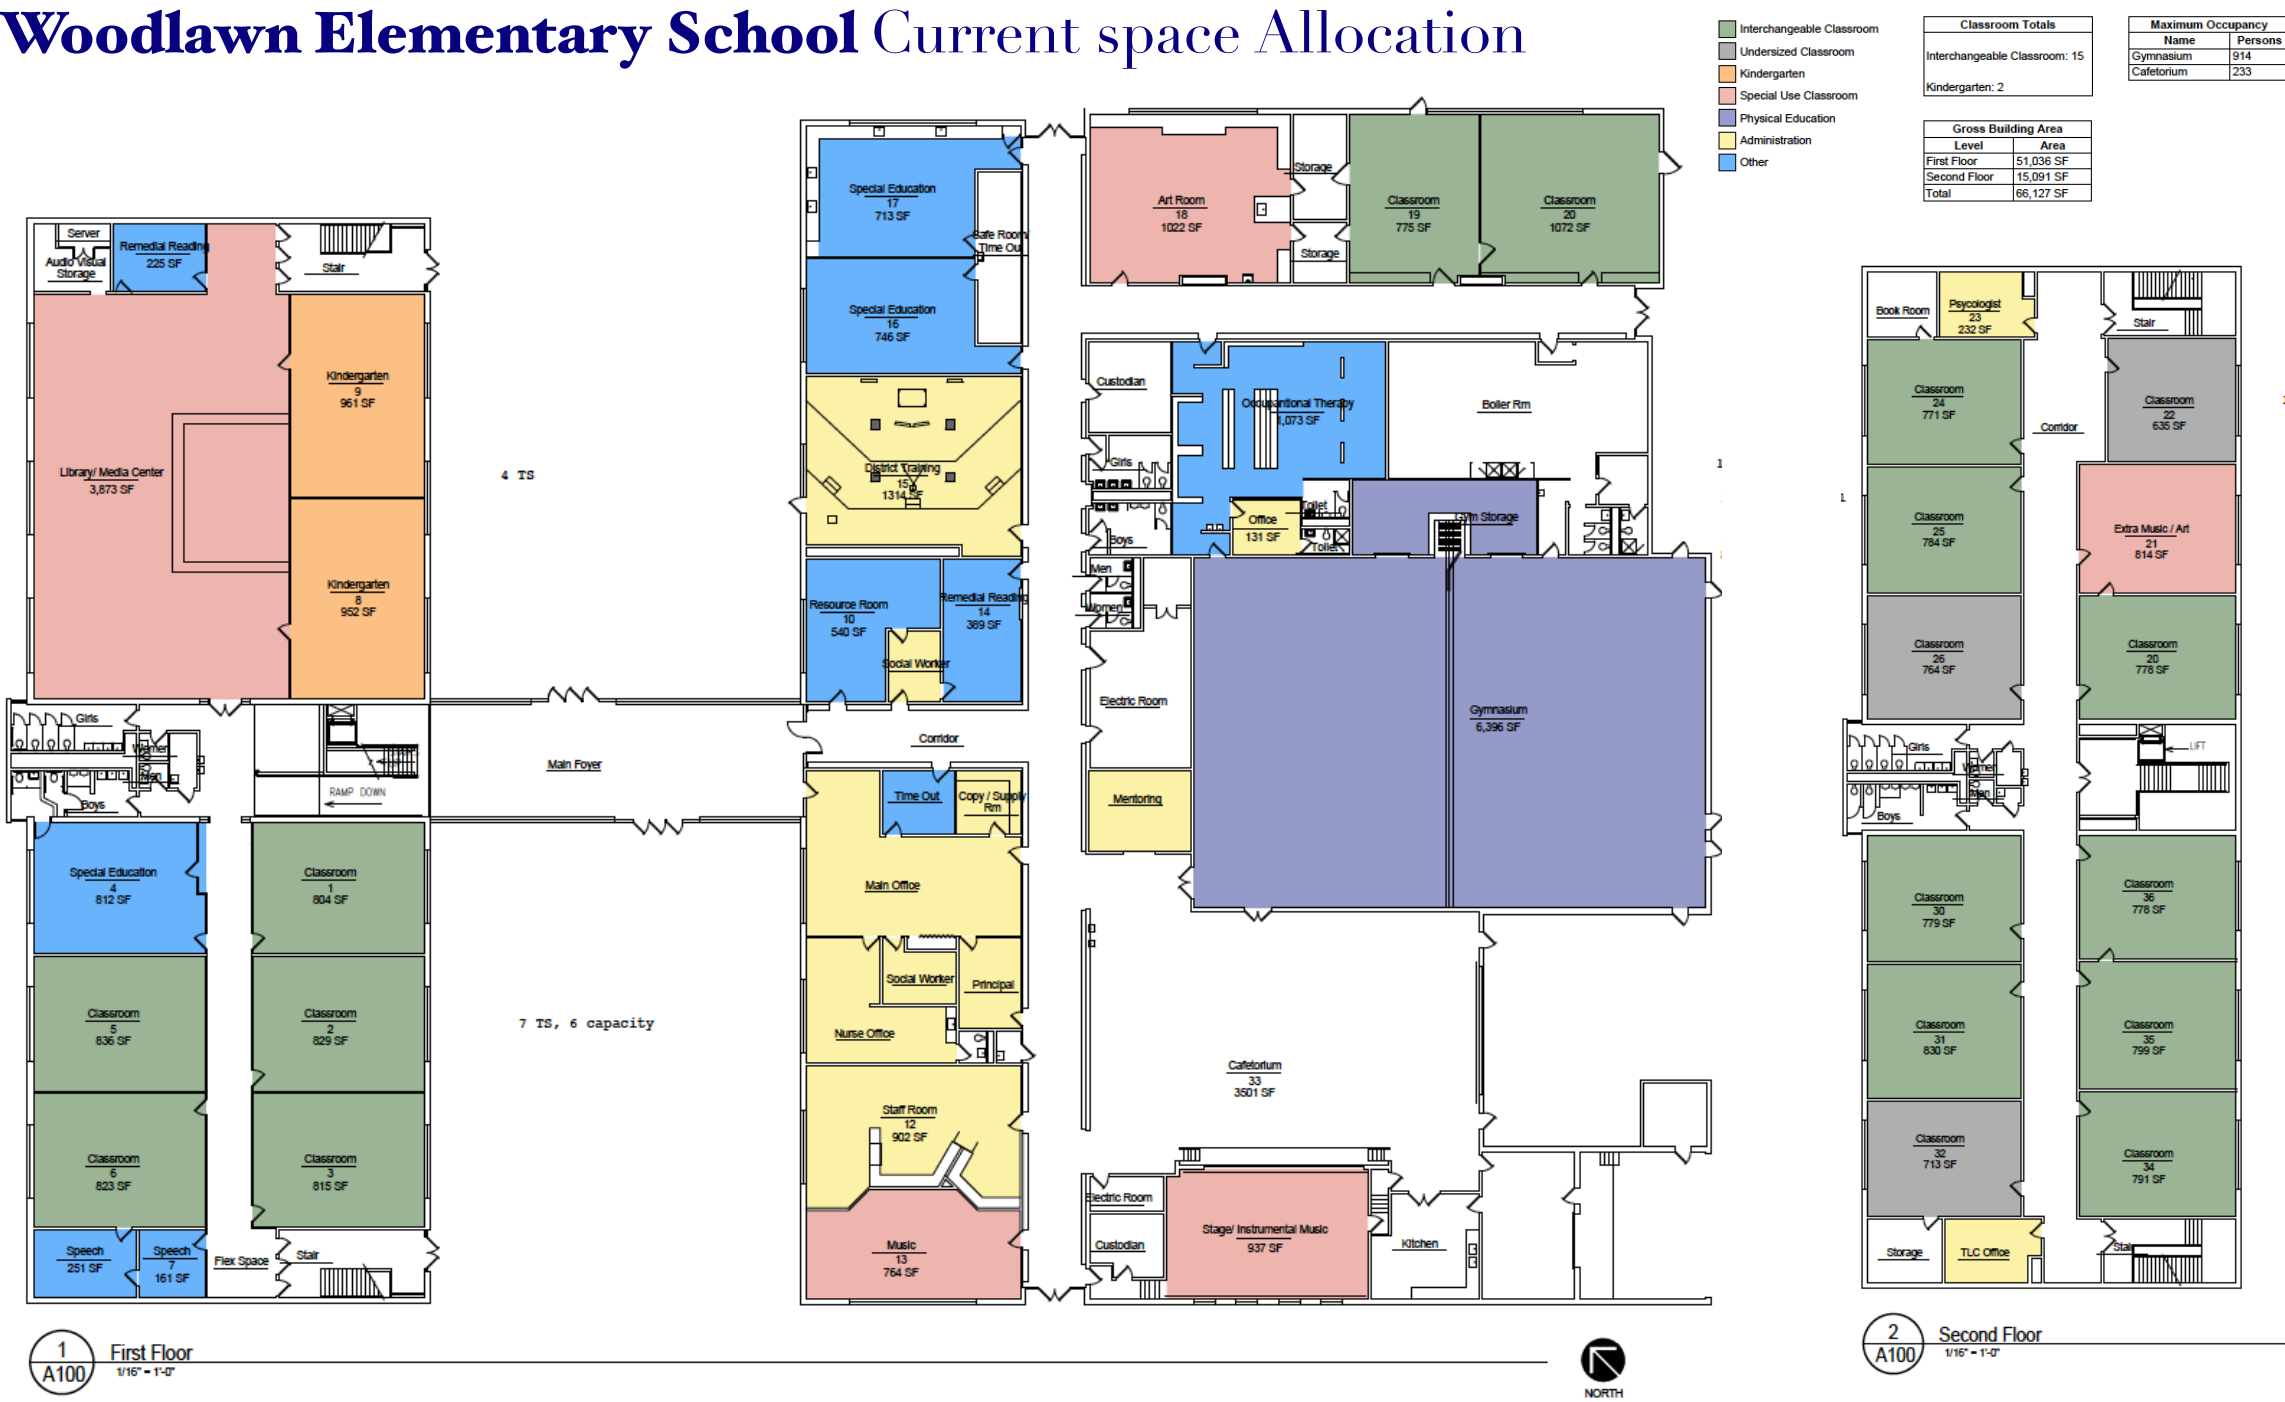 Woodlawn Elementary School Current space Allocation
Interchangeable Classroom
Undersized Classroom
Kindergarten
Special Use Classroom
Physical Education
Administration
Other
Classroom Totals
Interchangeable Classroom: 15
Kindergarten: 2
Maximum Occupancy
Name Persons
Gymnasium 914
Cafetorium 233
Gross Building Area
Level Area
First Floor 51,036 SF
Second Floor 15,091 SF
Total 66,127 SF
Server
Audio Visual
Storage
Remedial Reading
225 SF
Stair
Library/ Media Center
3,873 SF
Kindergarten
9
961 SF
Kindergarten
8
952 SF
4 TS
Girls
Women
Men
Boys
RAMP DOWN
Main Foyer
Special Education
4
812 SF
Classroom
1
804 SF
Classroom
5
836 SF
Classroom
2
829 SF
Classroom
6
823 SF
Classroom
3
815 SF
7 TS, 6 capacity
Speech
251 SF
Speech
7
161 SF
Flex Space
Stair
Special Education
17
713 SF
Safe Room/
Time Out
Special Education
16
746 SF
District Training
15
1314 SF
Resource Room
10
540 SF
Remedial Reading
14
389 SF
Social Worker
Corridor
Time Out
Copy / Supply
Rm
Main Office
Social Worker
Principal
Nurse Office
Staff Room
12
902 SF
Music
13
764 SF
Art Room
18
1022 SF
Storage
Storage
Classroom
19
775 SF
Classroom
20
1072 SF
Custodian
Occupantional Therapy
1,073 SF
Boiler Rm
Girls
Boys
Office
131 SF
Toilet
Toilet
Gym Storage
Men
Women
Electric Room
Gymnasium
6,396 SF
Mentoring
Cafetorium
33
3501 SF
Electric Room
Custodian
Stage/ Instrumental Music
937 SF
Kitchen
Book Room
Psycologist
23
232 SF
Stair
Classroom
24
771 SF
Corridor
Classroom
22
635 SF
1
1
Classroom
25
784 SF
Extra Music / Art
21
814 SF
Classroom
26
764 SF
Classroom
20
778 SF
Girls
Women
Men
Boys
LIFT
Classroom
30
779 SF
Classroom
36
778 SF
Classroom
31
830 SF
Classroom
35
799 SF
Classroom
32
713 SF
Classroom
34
791 SF
Storage
TLC Office
Stair
1
A100
First Floor
1/16" = 1'-0"
NORTH
2
A100
Second Floor
1/16" = 1'-0"